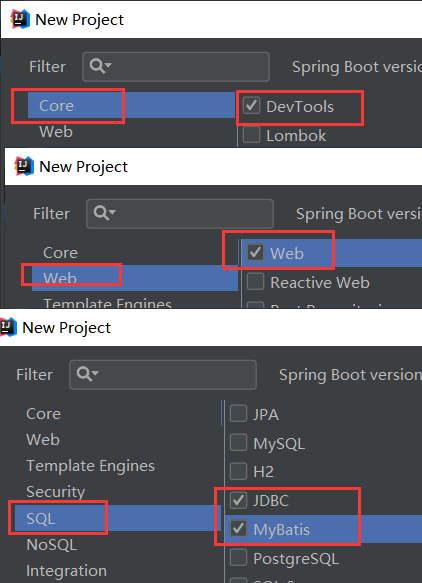 New Project
Filter Spring Boot versio
Core DevTools
Web Lombok
New Project
Filter Spring Boot versi
Core Web
Web Reactive Web
Template Engines
New Project
Filter Spring Boot version
Core JPA
Web MySQL
Template Engines H2
Security JDBC
SQL MyBatis
NoSQL PostgreSQL
Integration